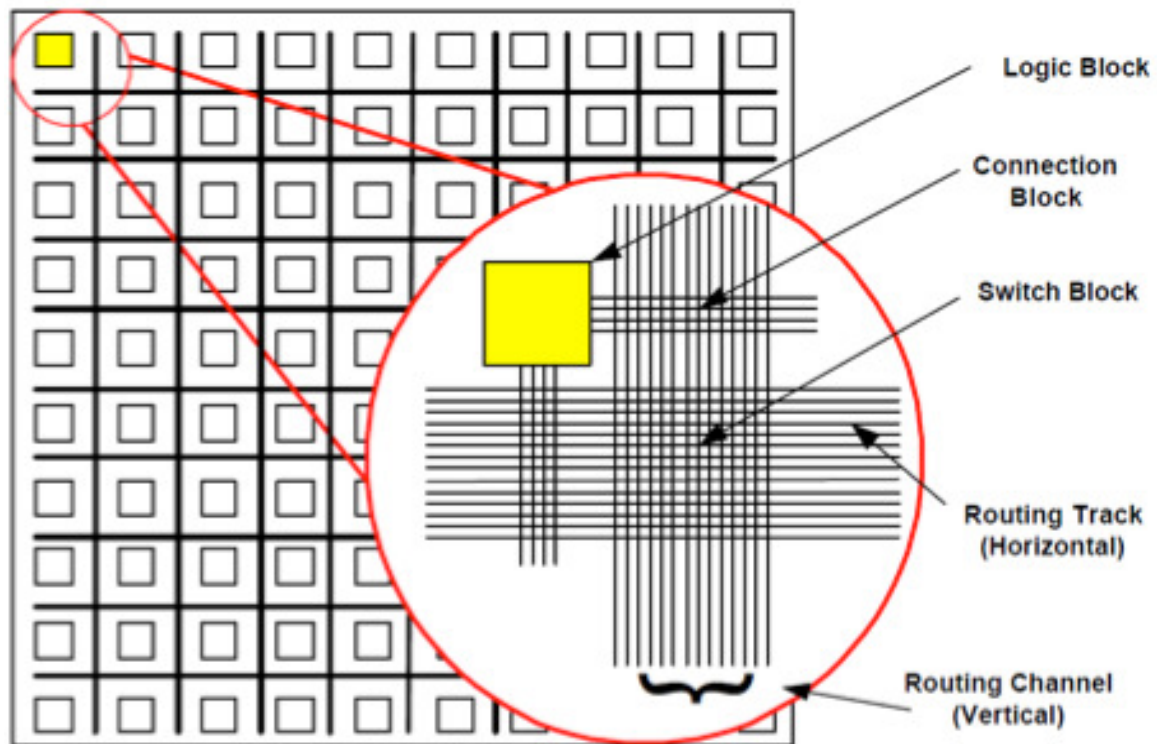 Logic Block
Connection
Block
Switch Block
Routing Track
(Horizontal)
Routing Channel
(Vertical)